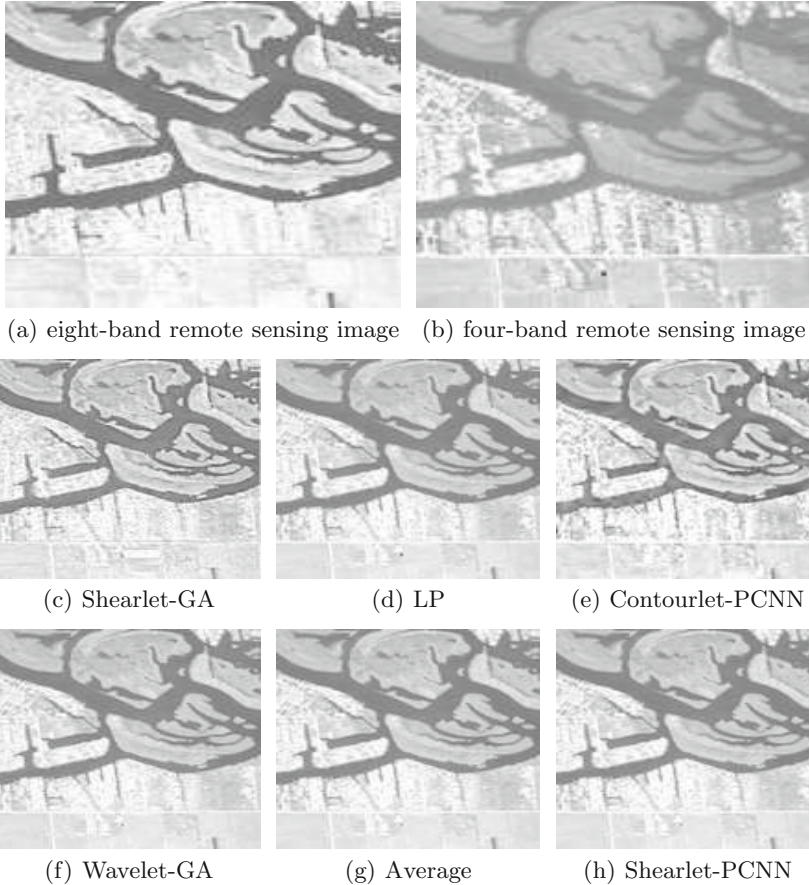 (a) eight-band remote sensing image (b) four-band remote sensing image
(c) Shearlet-GA (d) LP (e) Contourlet-PCNN
(f) Wavelet-GA (g) Average (h) Shearlet-PCNN